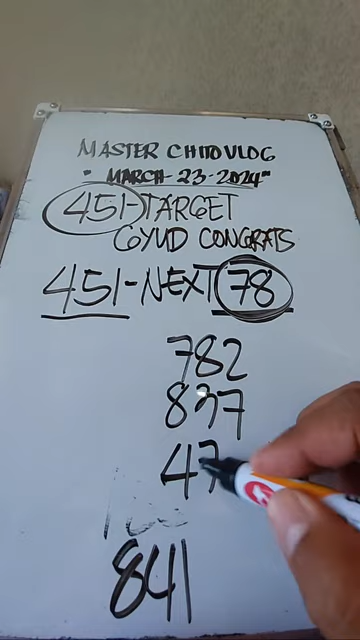 MASTER CHITO VLOG
"MARCH-23-2024"
451-TARGET
GYUD CONGRATS
451-NEXT 78
782
837
47
841